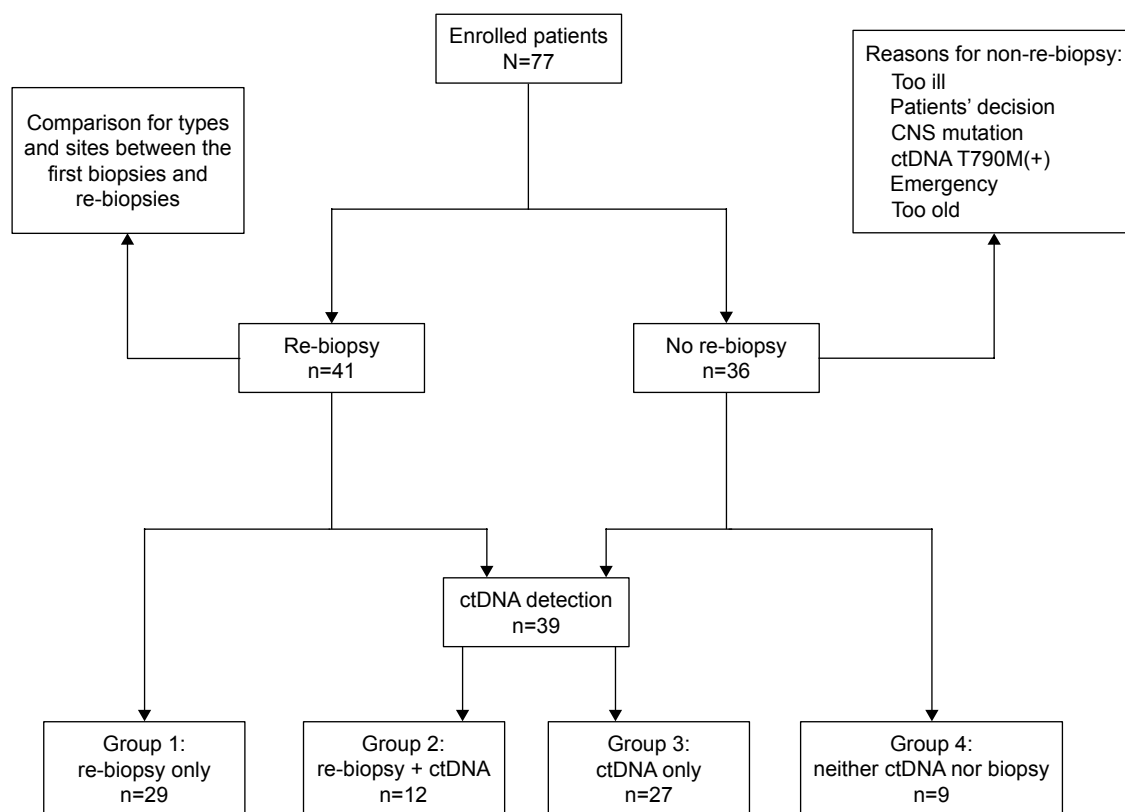 Enrolled patients
N=77
Reasons for non-re-biopsy:
Too ill
Patients' decision
CNS mutation
ctDNA T790M(+)
Emergency
Too old
Comparison for types
and sites between the
first biopsies and
re-biopsies
Re-biopsy
n=41
No re-biopsy
n=36
ctDNA detection
n=39
Group 1:
re-biopsy only
n=29
Group 2:
re-biopsy + ctDNA
n=12
Group 3:
ctDNA only
n=27
Group 4:
neither ctDNA nor biopsy
n=9